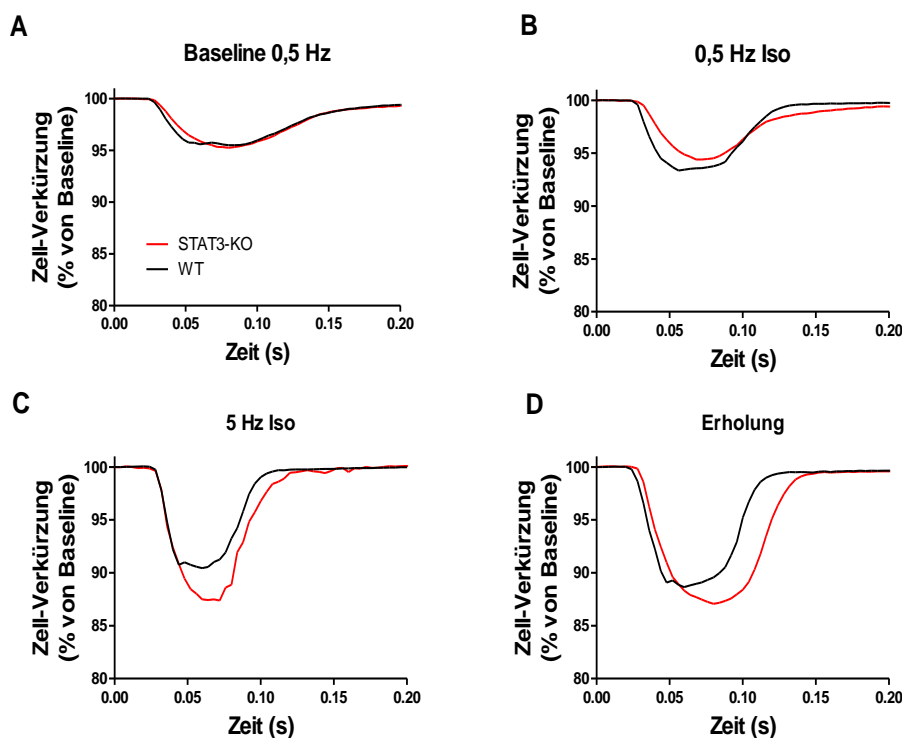 A
Baseline 0,5 Hz
Zell-Verkürzung
(% von Baseline)
100
95
90
85
80
STAT3-KO
WT
0.00 0.05 0.10 0.15 0.20
Zeit (s)
B
0,5 Hz Iso
Zell-Verkürzung
(% von Baseline)
100
95
90
85
80
0.00 0.05 0.10 0.15 0.20
Zeit (s)
C
5 Hz Iso
Zell-Verkürzung
(% von Baseline)
100
95
90
85
80
0.00 0.05 0.10 0.15 0.20
Zeit (s)
D
Erholung
Zell-Verkürzung
(% von Baseline)
100
95
90
85
80
0.00 0.05 0.10 0.15 0.20
Zeit (s)